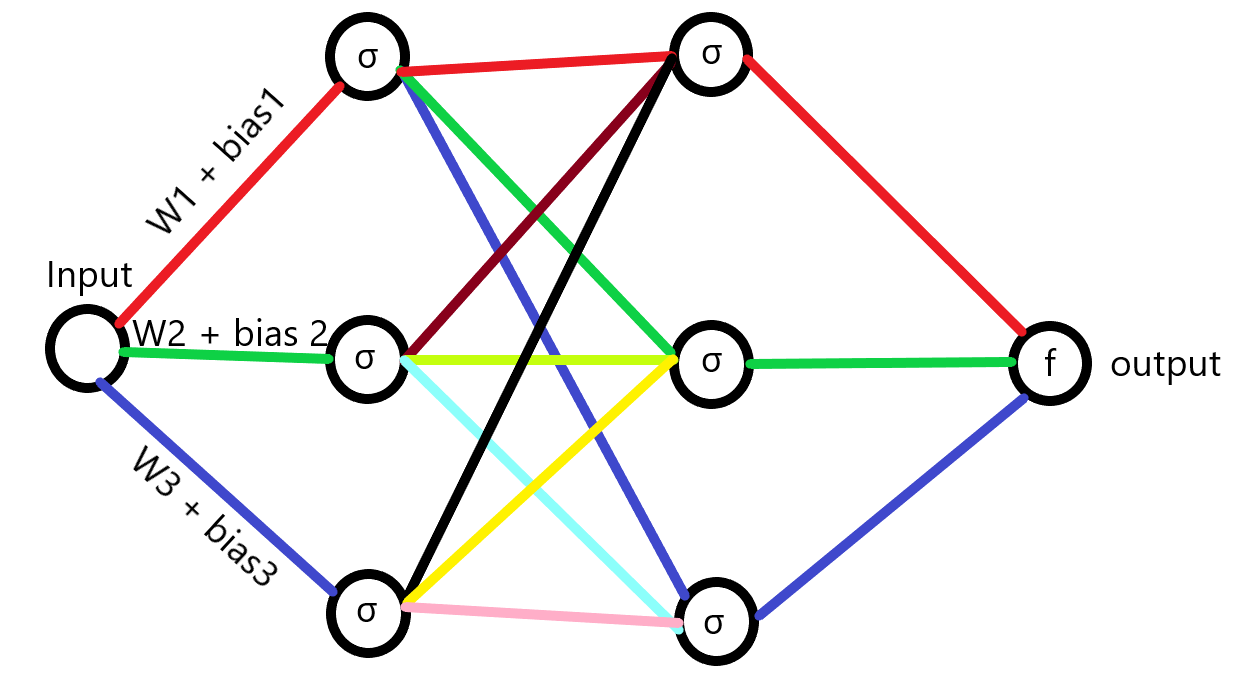 σ
σ
W1 + bias1
Input
W2 + bias 2
σ
σ
f
output
W3 + bias3
σ
σ